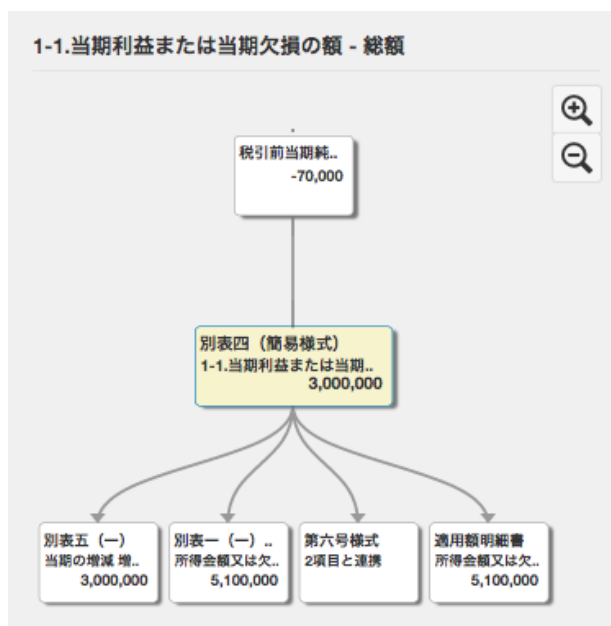 1-1.当期利益または当期欠損の額 - 総額
税引前当期純..
-70,000
別表四（簡易様式）
1-1.当期利益または当期..
3,000,000
別表五（一）
当期の増減 増..
3,000,000
別表一（一）..
所得金額又は欠..
5,100,000
第六号様式
2項目と連携
適用額明細書
所得金額又は欠..
5,100,000